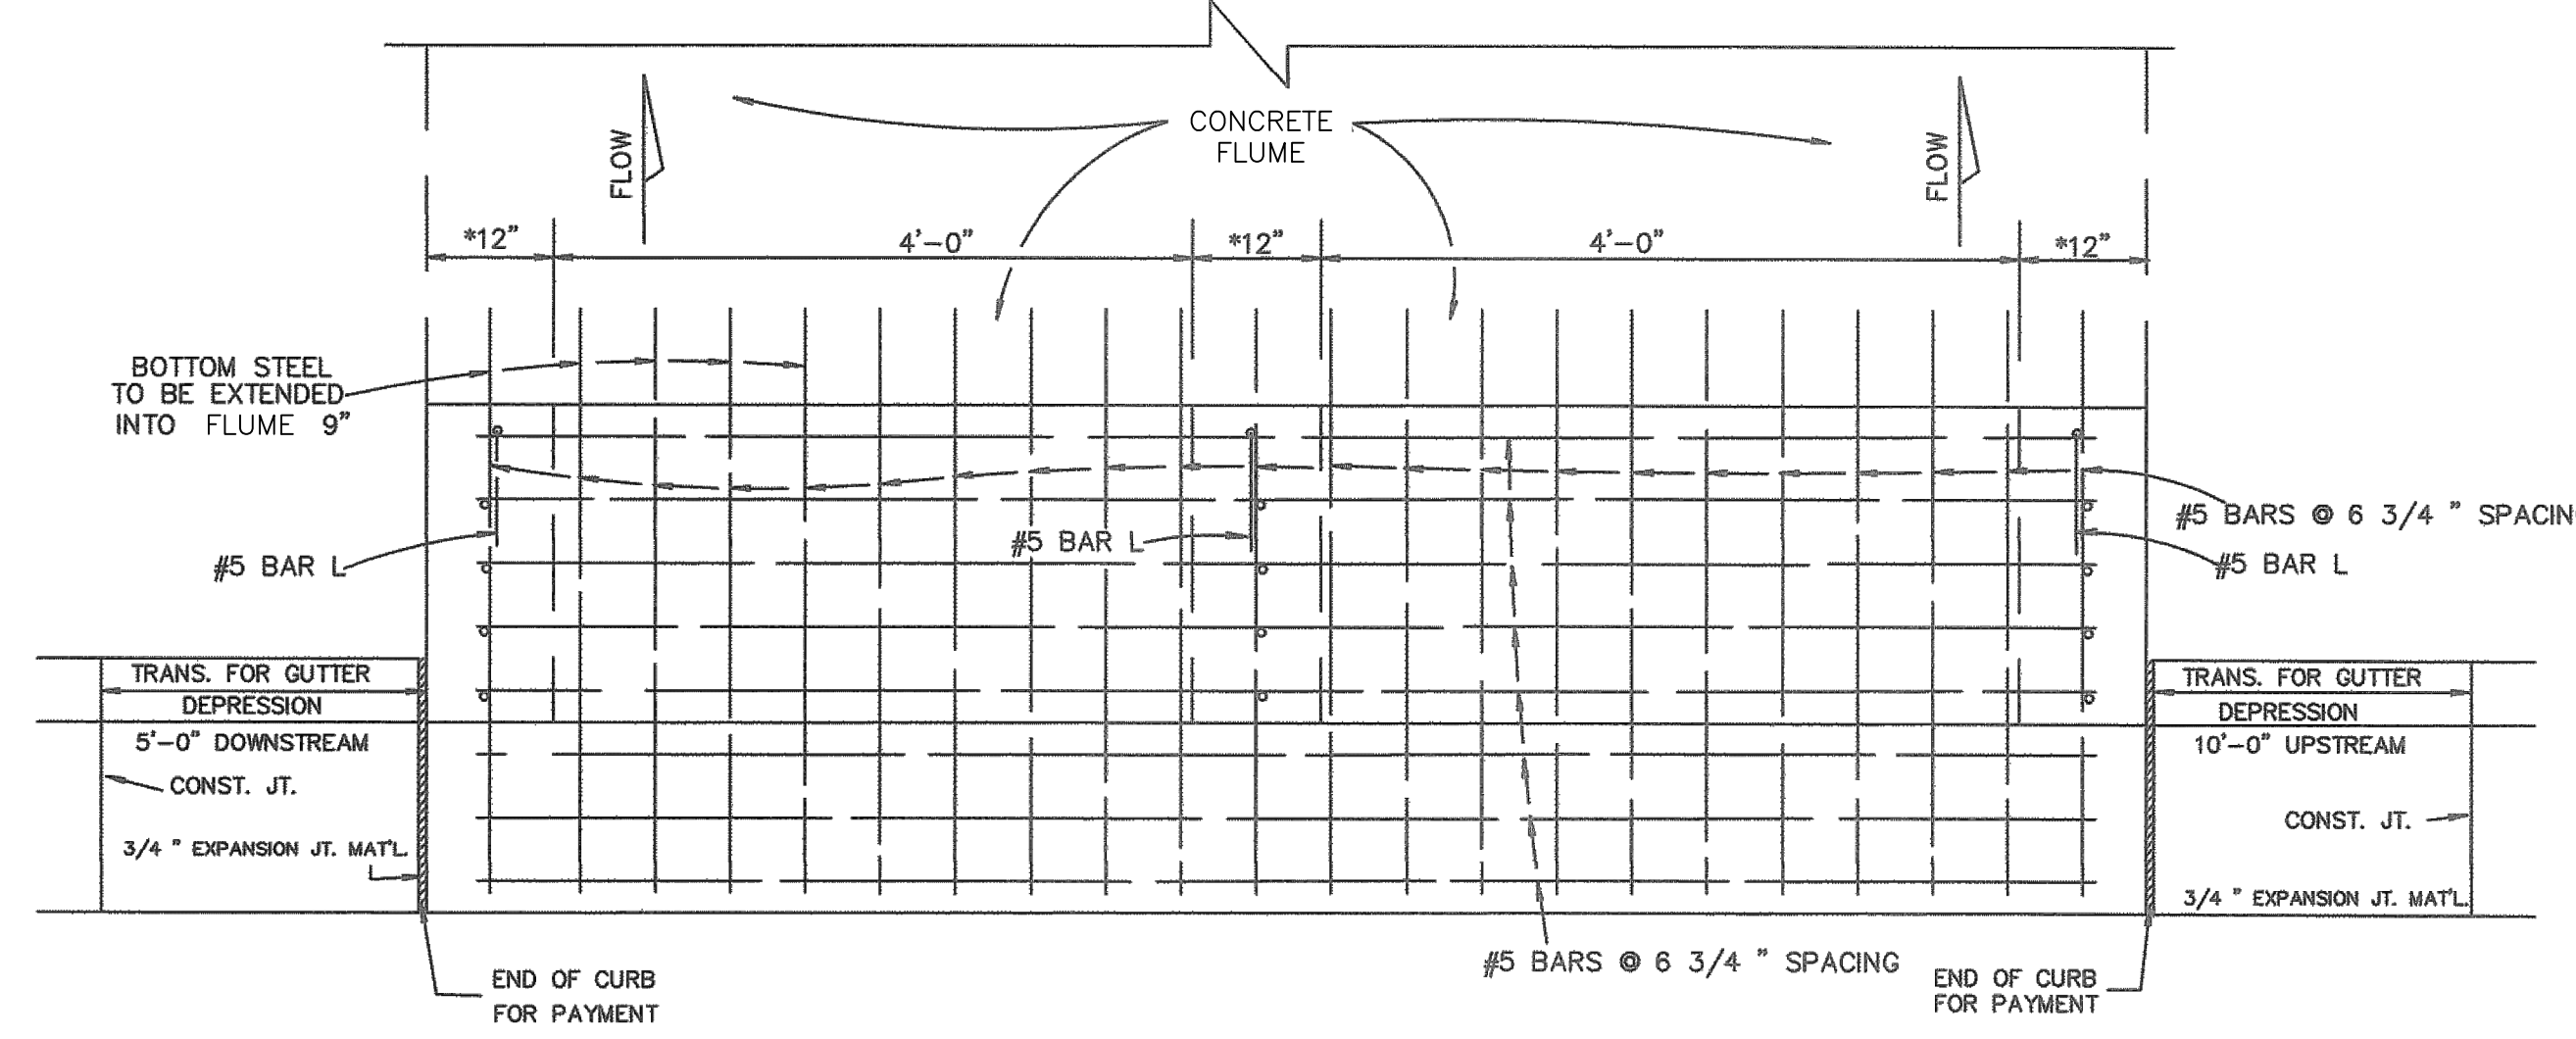 CONCRETE
FLUME
FLOW
FLOW
*12”
4'-0”
*12”
4'-0”
*12”
BOTTOM STEEL
TO BE EXTENDED
INTO FLUME 9”
#5 BARS @ 6 3/4 ” SPACIN
#5 BAR L
#5 BAR L
#5 BAR L
TRANS. FOR GUTTER
DEPRESSION
5'-0” DOWNSTREAM
CONST. JT.
3/4 ” EXPANSION JT. MAT'L.
TRANS. FOR GUTTER
DEPRESSION
10'-0” UPSTREAM
CONST. JT.
3/4 ” EXPANSION JT. MAT'L.
#5 BARS @ 6 3/4 ” SPACING
END OF CURB
FOR PAYMENT
END OF CURB
FOR PAYMENT